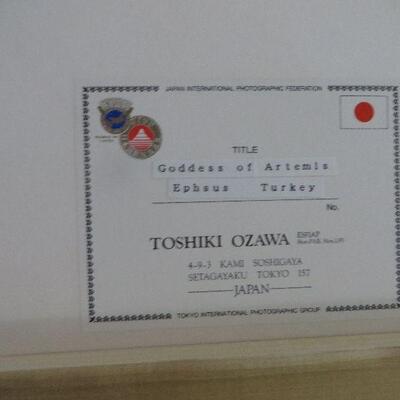 JAPAN INTERNATIONAL PHOTOGRAPHIC FEDERATION
TITLE
Goddess of Artemis
Ephsus Turkey
No.
TOSHIKI OZAWA ESFIAP
4-9-3 KAMI SOSHIGAYA
SETAGAYAKU TOKYO 157
JAPAN
TOKYO INTERNATIONAL PHOTOGRAPHIC GROUP